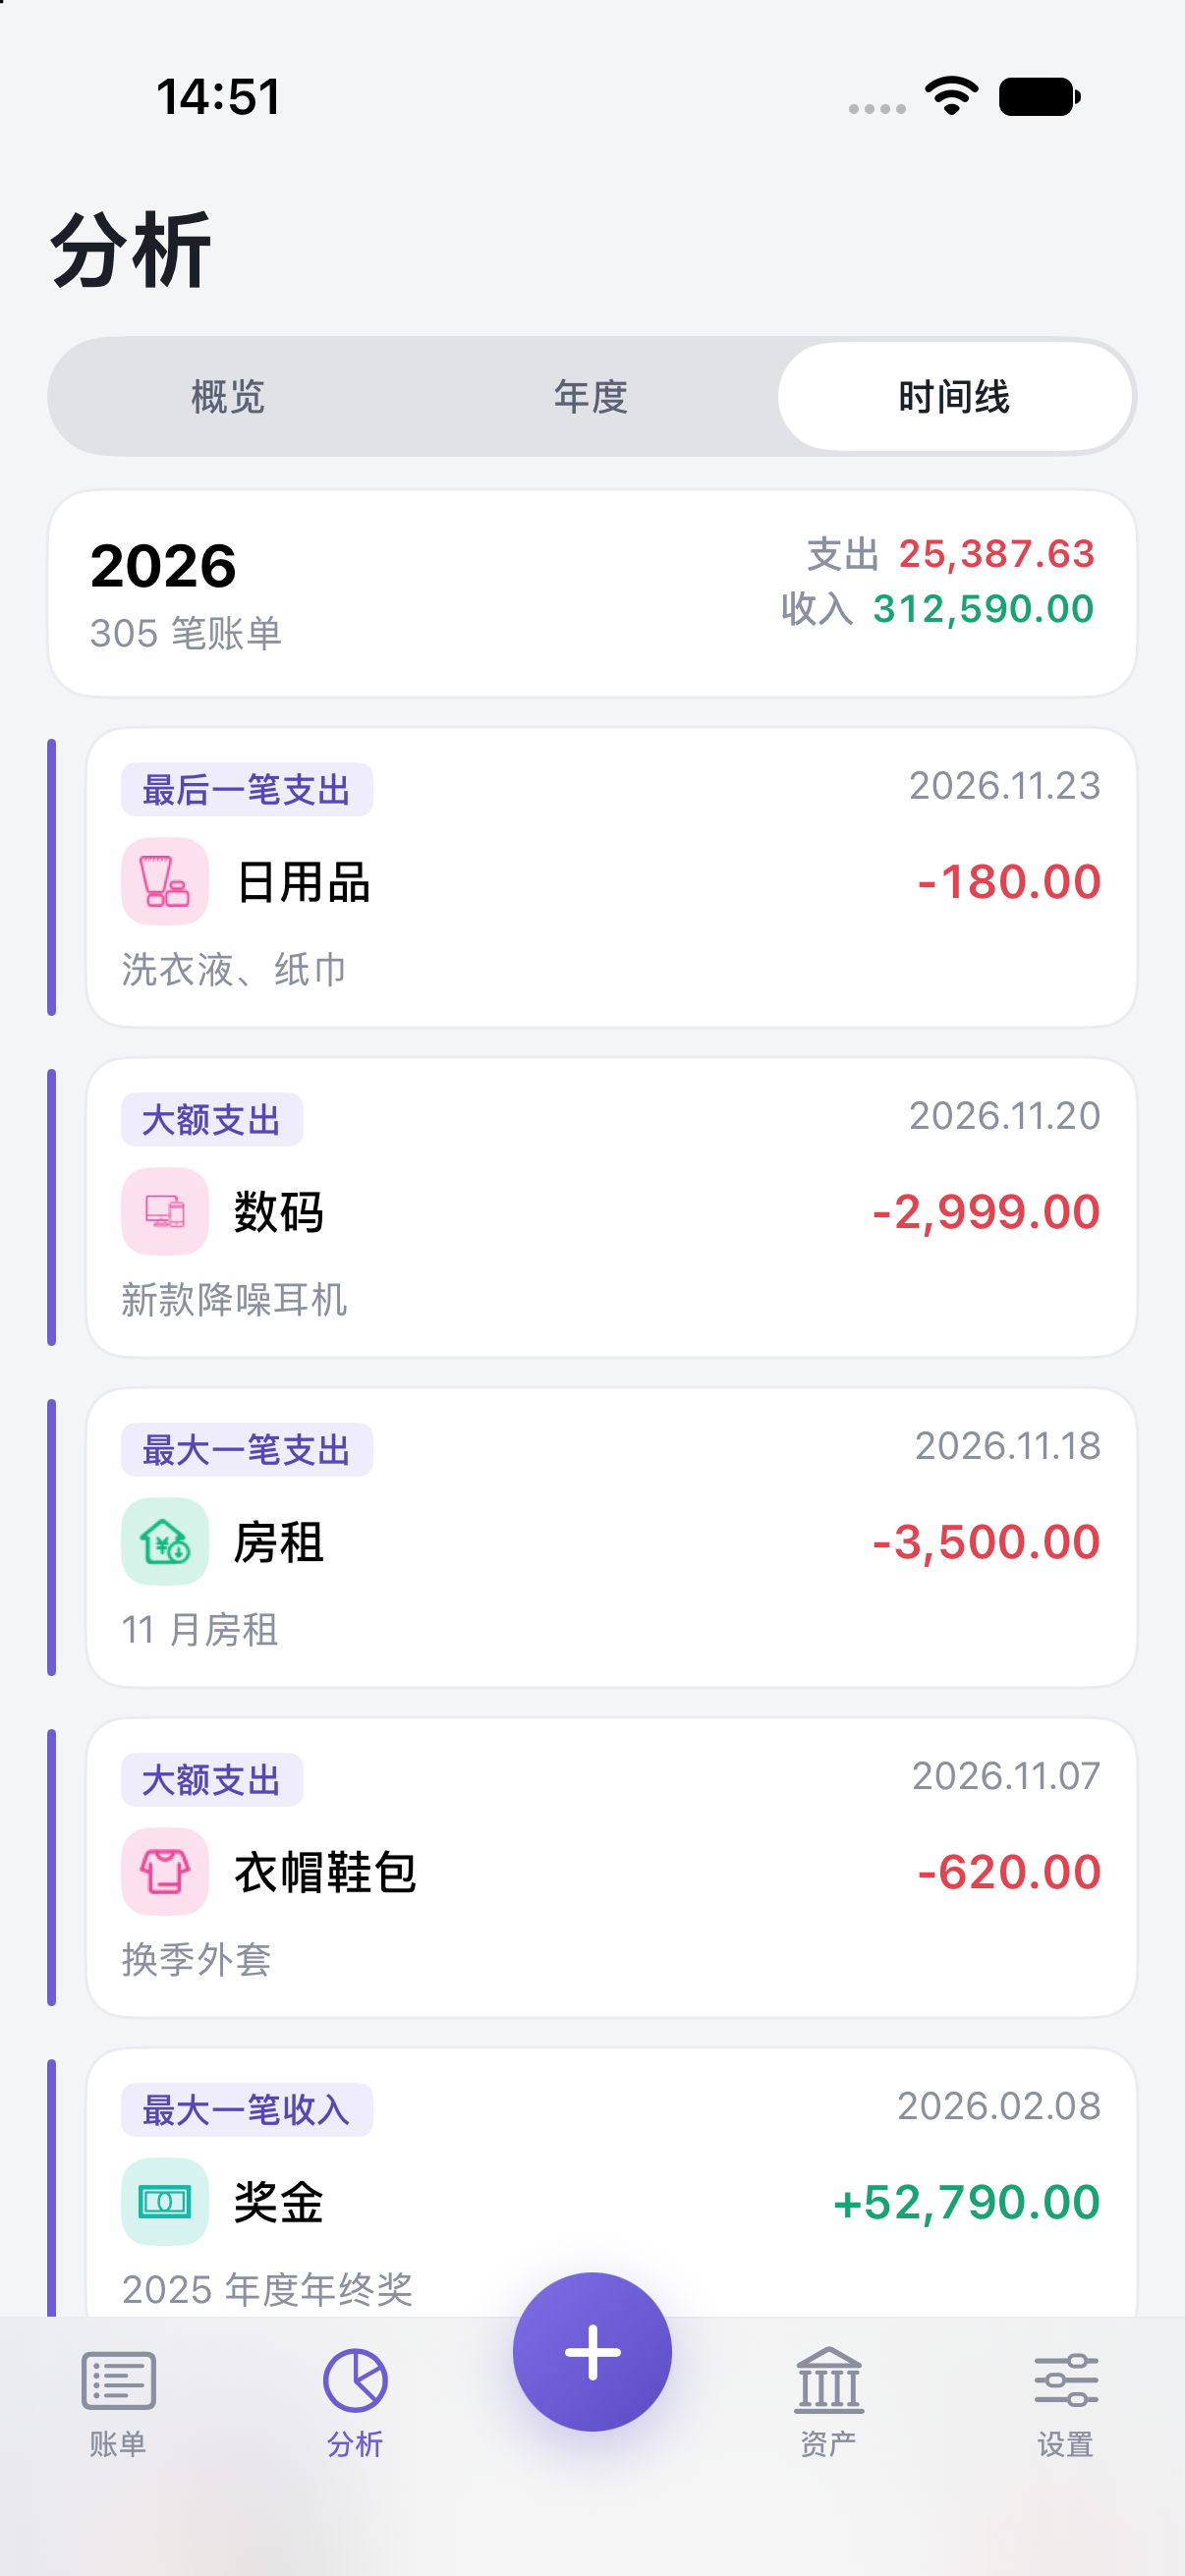 14:51
分析
概览 年度 时间线
2026
305 笔账单
支出 25,387.63
收入 312,590.00
最后一笔支出 2026.11.23
日用品 -180.00
洗衣液、纸巾
大额支出 2026.11.20
数码 -2,999.00
新款降噪耳机
最大一笔支出 2026.11.18
房租 -3,500.00
11 月房租
大额支出 2026.11.07
衣帽鞋包 -620.00
换季外套
最大一笔收入 2026.02.08
奖金 +52,790.00
2025 年度年终奖
账单 分析 资产 设置